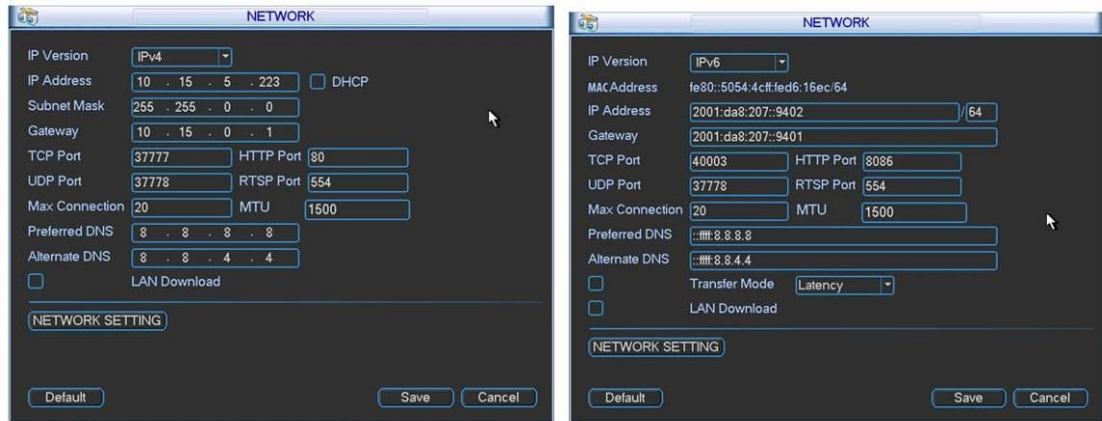 NETWORK
IP Version IPv4
IP Address 10 . 15 . 5 . 223 DHCP
Subnet Mask 255 . 255 . 0 . 0
Gateway 10 . 15 . 0 . 1
TCP Port 37777 HTTP Port 80
UDP Port 37778 RTSP Port 554
Max Connection 20 MTU 1500
Preferred DNS 8 . 8 . 8 . 8
Alternate DNS 8 . 8 . 4 . 4
LAN Download
NETWORK SETTING
Default Save Cancel
NETWORK
IP Version IPv6
MAC Address fe80::5054:4cff:fed6:16ec/64
IP Address 2001:da8:207::9402 / 64
Gateway 2001:da8:207::9401
TCP Port 40003 HTTP Port 8086
UDP Port 37778 RTSP Port 554
Max Connection 20 MTU 1500
Preferred DNS ::ffff:8.8.8.8
Alternate DNS ::ffff:8.8.4.4
Transfer Mode Latency
LAN Download
NETWORK SETTING
Default Save Cancel